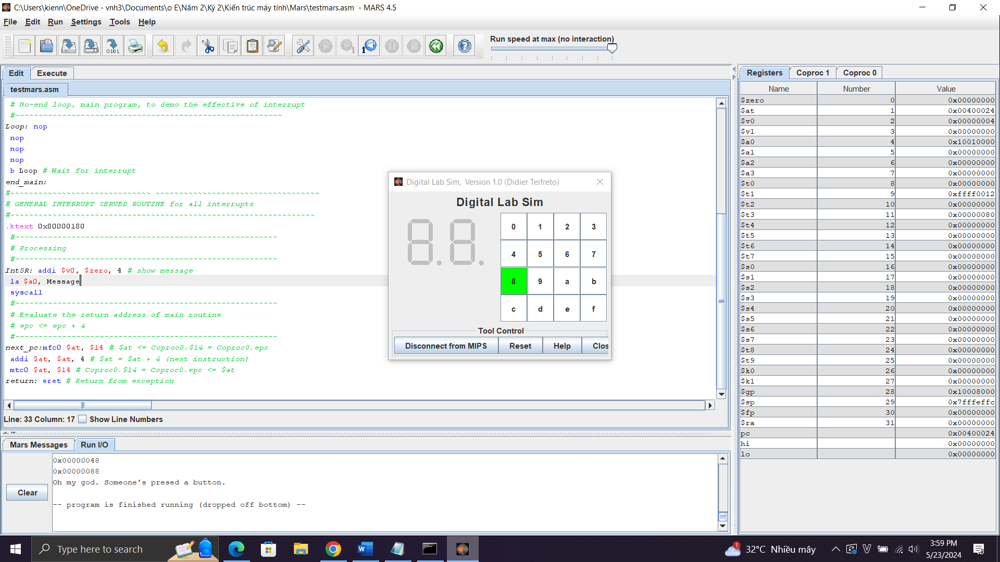 C:\Users\kienn\OneDrive - vnh3\Documents\o E\Năm 2\Kỳ 2\Kiến trúc máy tính\Mars\testmars.asm - MARS 4.5
File Edit Run Settings Tools Help
0101
1
1
Run speed at max (no interaction)
Edit Execute
testmars.asm
# No-end loop, main program, to demo the effective of interrupt
#---------------------------------------------------------
Loop: nop
nop
nop
nop
b Loop # Wait for interrupt
end_main:
#~~~~~~~~~~~~~~~~~~~~~~~~~~~~~~ ~~~~~~~~~~~~~~~~~~~~~~~~~~~~~~~~~~~
# GENERAL INTERRUPT SERVED ROUTINE for all interrupts
#~~~~~~~~~~~~~~~~~~~~~~~~~~~~~~~~~~~~~~~~~~~~~~~~~~~~~~~~~~~~~~~~~
.ktext 0x80000180
#--------------------------------------------------------
# Processing
#--------------------------------------------------------
IntSR: addi $v0, $zero, 4 # show message
la $a0, Message
syscall
#--------------------------------------------------------
# Evaluate the return address of main routine
# epc <= epc + 4
#--------------------------------------------------------
next_pc:mfc0 $at, $14 # $at <= Coproc0.$14 = Coproc0.epc
addi $at, $at, 4 # $at = $at + 4 (next instruction)
mtc0 $at, $14 # Coproc0.$14 = Coproc0.epc <= $at
return: eret # Return from exception
Line: 33 Column: 17 Show Line Numbers
Mars Messages Run I/O
Clear
0x00000048
0x00000088
Oh my god. Someone's presed a button.
-- program is finished running (dropped off bottom) --
Digital Lab Sim, Version 1.0 (Didier Teifreto)
Digital Lab Sim
8.8.
0 1 2 3
4 5 6 7
8 9 a b
c d e f
Tool Control
Disconnect from MIPS Reset Help Clos
Registers Coproc 1 Coproc 0
Name Number Value
$zero 0 0x00000000
$at 1 0x00400024
$v0 2 0x00000004
$v1 3 0x00000000
$a0 4 0x10010000
$a1 5 0x00000000
$a2 6 0x00000000
$a3 7 0x00000000
$t0 8 0x00000000
$t1 9 0xffff0012
$t2 10 0x00000000
$t3 11 0x00000080
$t4 12 0x00000000
$t5 13 0x00000000
$t6 14 0x00000000
$t7 15 0x00000000
$s0 16 0x00000000
$s1 17 0x00000000
$s2 18 0x00000000
$s3 19 0x00000000
$s4 20 0x00000000
$s5 21 0x00000000
$s6 22 0x00000000
$s7 23 0x00000000
$t8 24 0x00000000
$t9 25 0x00000000
$k0 26 0x00000000
$k1 27 0x00000000
$gp 28 0x10008000
$sp 29 0x7fffeffc
$fp 30 0x00000000
$ra 31 0x00000000
pc 0x00400024
hi 0x00000000
lo 0x00000000
Type here to search
1
32°C Nhiều mây
3:59 PM
5/23/2024